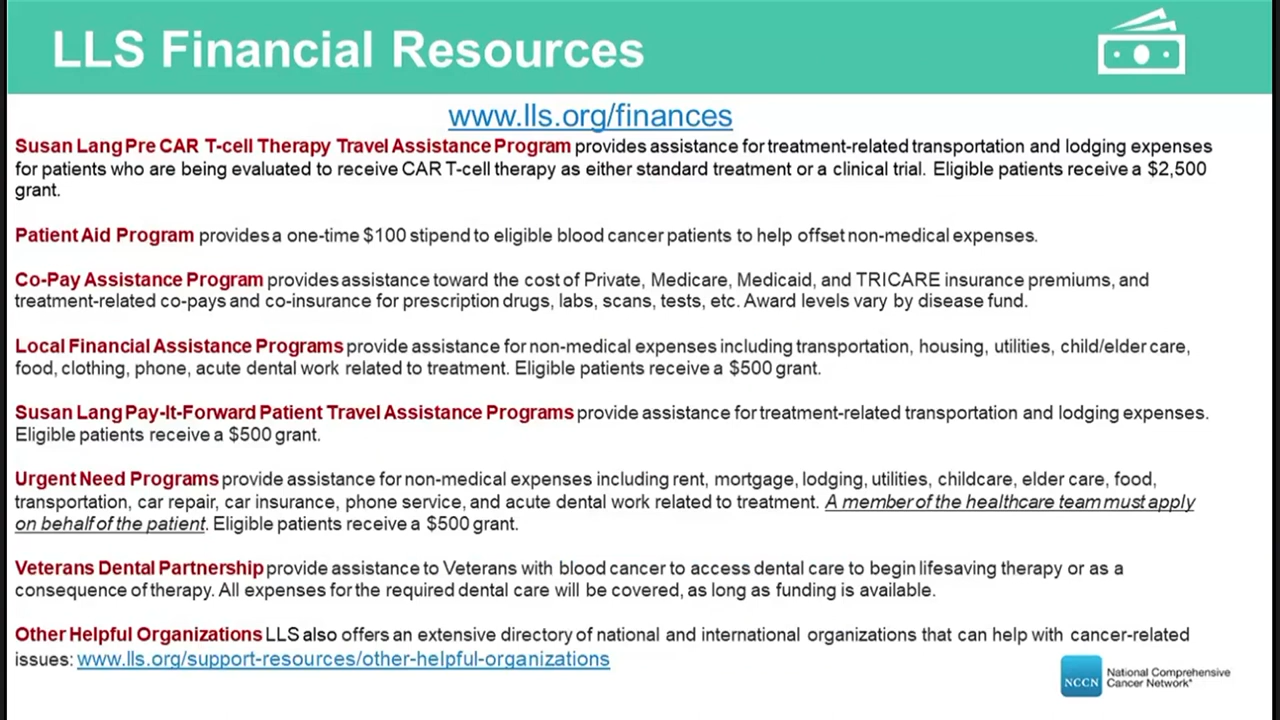 LLS Financial Resources
www.lls.org/finances
Susan Lang Pre CAR T-cell Therapy Travel Assistance Program provides assistance for treatment-related transportation and lodging expenses
for patients who are being evaluated to receive CAR T-cell therapy as either standard treatment or a clinical trial. Eligible patients receive a $2,500
grant.
Patient Aid Program provides a one-time $100 stipend to eligible blood cancer patients to help offset non-medical expenses.
Co-Pay Assistance Program provides assistance toward the cost of Private, Medicare, Medicaid, and TRICARE insurance premiums, and
treatment-related co-pays and co-insurance for prescription drugs, labs, scans, tests, etc. Award levels vary by disease fund.
Local Financial Assistance Programs provide assistance for non-medical expenses including transportation, housing, utilities, child/elder care,
food, clothing, phone, acute dental work related to treatment. Eligible patients receive a $500 grant.
Susan Lang Pay-It-Forward Patient Travel Assistance Programs provide assistance for treatment-related transportation and lodging expenses.
Eligible patients receive a $500 grant.
Urgent Need Programs provide assistance for non-medical expenses including rent, mortgage, lodging, utilities, childcare, elder care, food,
transportation, car repair, car insurance, phone service, and acute dental work related to treatment. A member of the healthcare team must apply
on behalf of the patient. Eligible patients receive a $500 grant.
Veterans Dental Partnership provide assistance to Veterans with blood cancer to access dental care to begin lifesaving therapy or as a
consequence of therapy. All expenses for the required dental care will be covered, as long as funding is available.
Other Helpful Organizations LLS also offers an extensive directory of national and international organizations that can help with cancer-related
issues: www.lls.org/support-resources/other-helpful-organizations
NCCN National Comprehensive
Cancer Network®